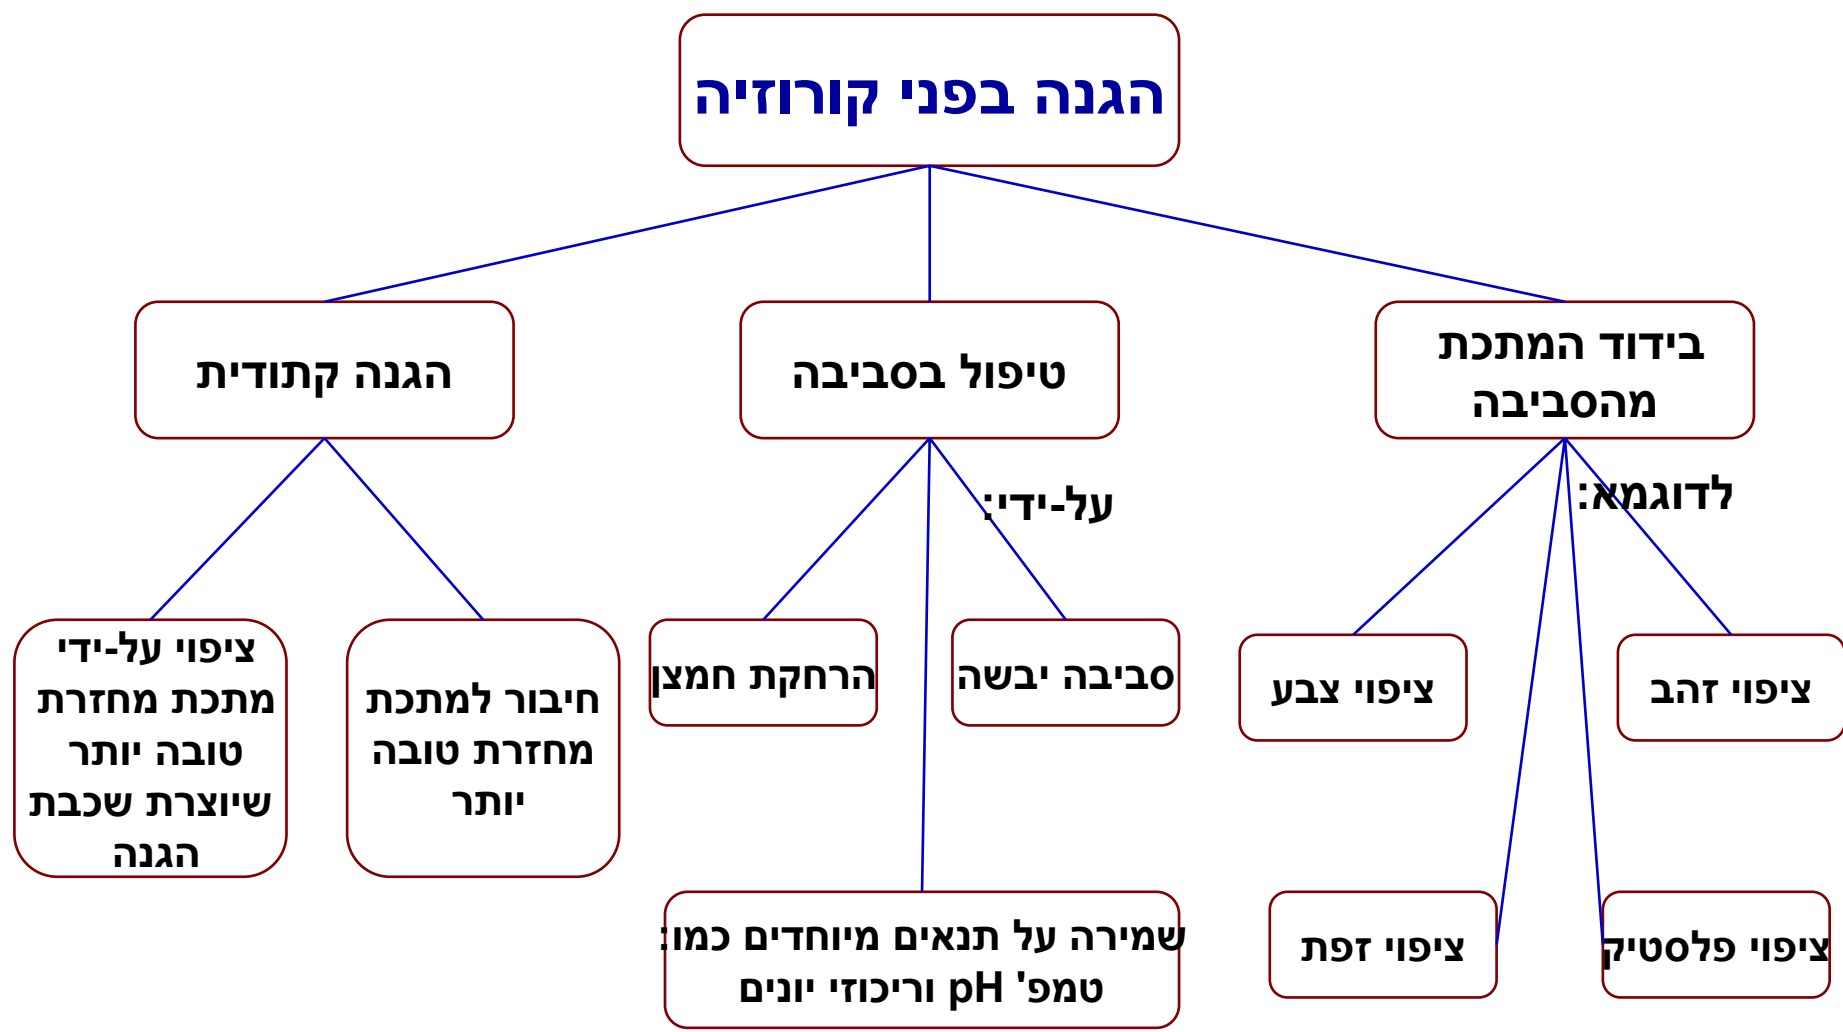 הגנה בפני קורוזיה
בידוד המתכת
מהסביבה
טיפול בסביבה
הגנה קתודית
לדוגמא:
על-ידי:
ציפוי זהב
ציפוי צבע
ציפוי פלסטיק
ציפוי זפת
סביבה יבשה
הרחקת חמצן
שמירה על תנאים מיוחדים כמו:
טמפ' pH וריכוזי יונים
חיבור למתכת
מחזרת טובה
יותר
ציפוי על-ידי
מתכת מחזרת
טובה יותר
שיוצרת שכבת
הגנה